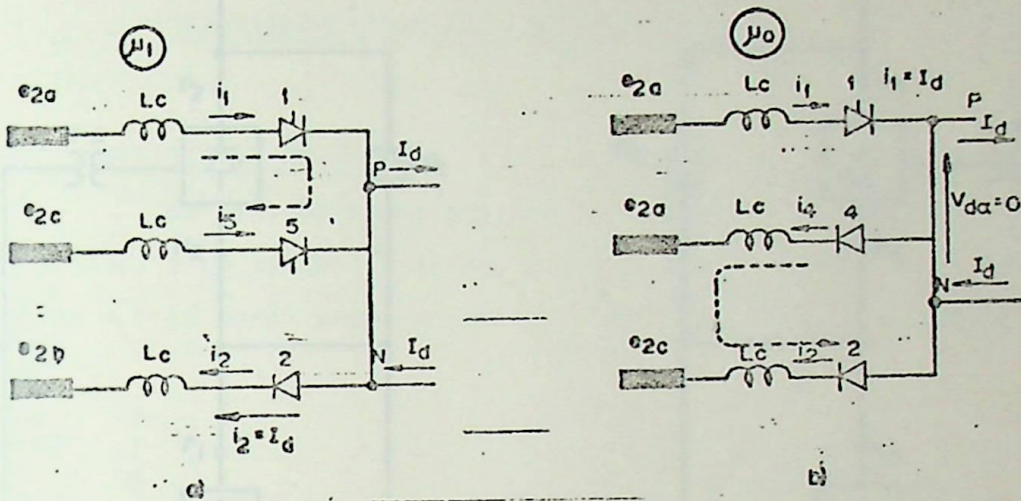 μ1
e2a Lc i1 1
P Id
e2c Lc i5 5
e2b Lc i2 2 N Id
i2 = Id
a)
μ0
e2a Lc i1 1 i1 = Id P
Id
e2a Lc i4 4 Vdα=0
N Id
e2c Lc i2 2
b)